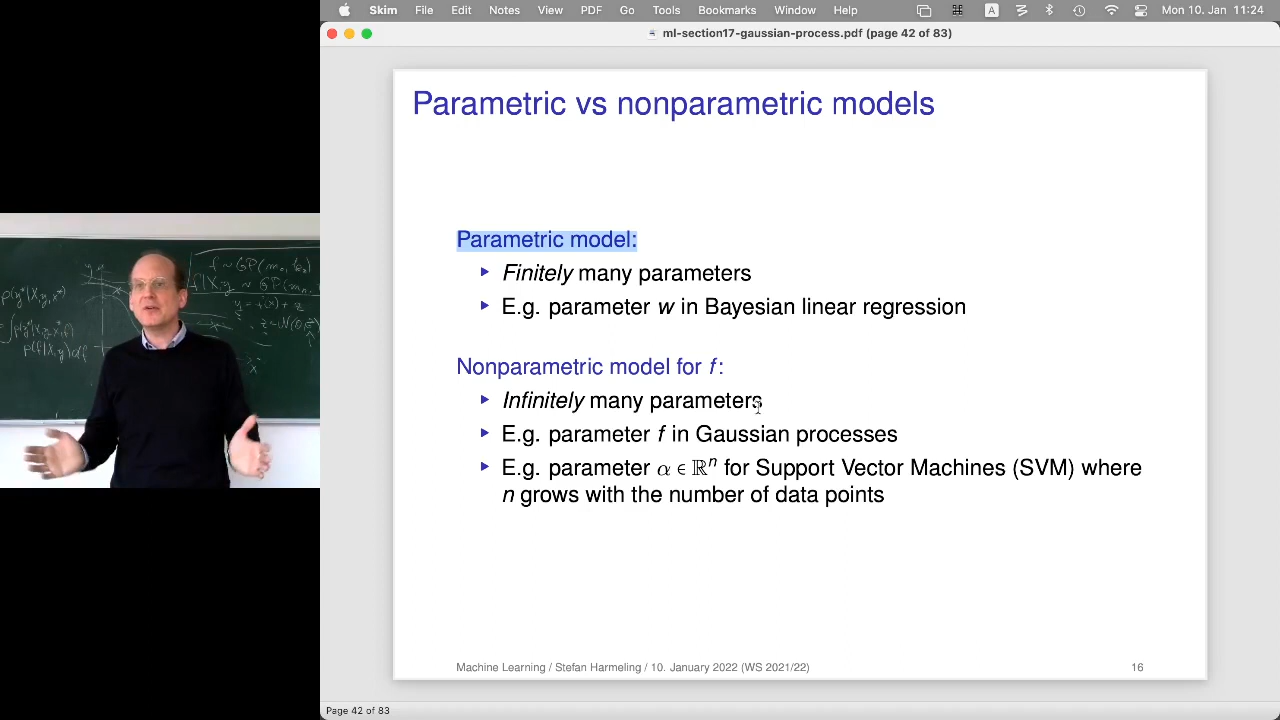 Skim File Edit Notes View PDF Go Tools Bookmarks Window Help A Mon 10. Jan 11:24
ml-section17-gaussian-process.pdf (page 42 of 83)
Parametric vs nonparametric models
Parametric model:
Finitely many parameters
E.g. parameter w in Bayesian linear regression
Nonparametric model for f:
Infinitely many parameters
E.g. parameter f in Gaussian processes
E.g. parameter α ∈ ℝⁿ for Support Vector Machines (SVM) where
n grows with the number of data points
Machine Learning / Stefan Harmeling / 10. January 2022 (WS 2021/22) 16
Page 42 of 83